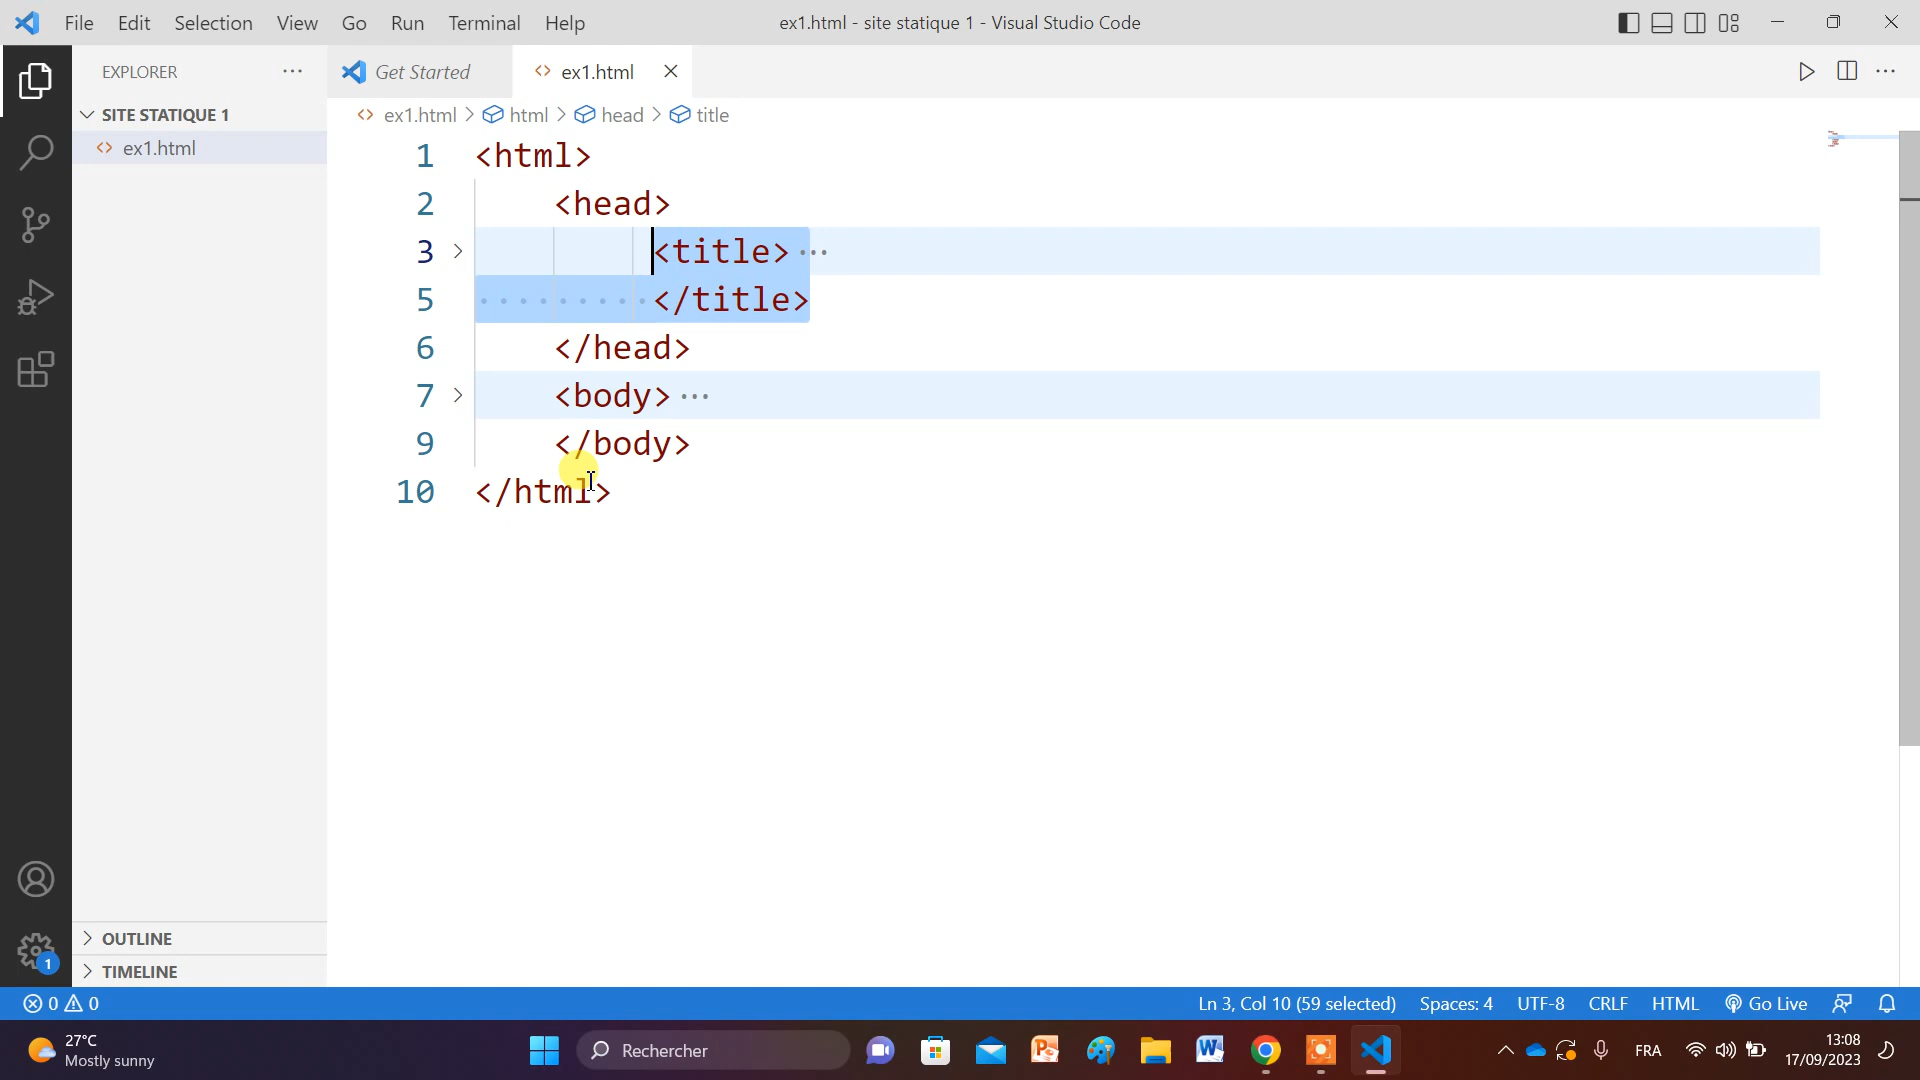 File Edit Selection View Go Run Terminal Help
ex1.html - site statique 1 - Visual Studio Code
EXPLORER ···
Get Started
ex1.html
SITE STATIQUE 1
ex1.html
ex1.html > html > head > title
1 <html>
2 <head>
3 <title>···
5 </title>
6 </head>
7 <body>···
9 </body>
10 </html>
OUTLINE
TIMELINE
1
0 0
Ln 3, Col 10 (59 selected) Spaces: 4 UTF-8 CRLF HTML Go Live
27°C
Mostly sunny
Rechercher
FRA
13:08
17/09/2023